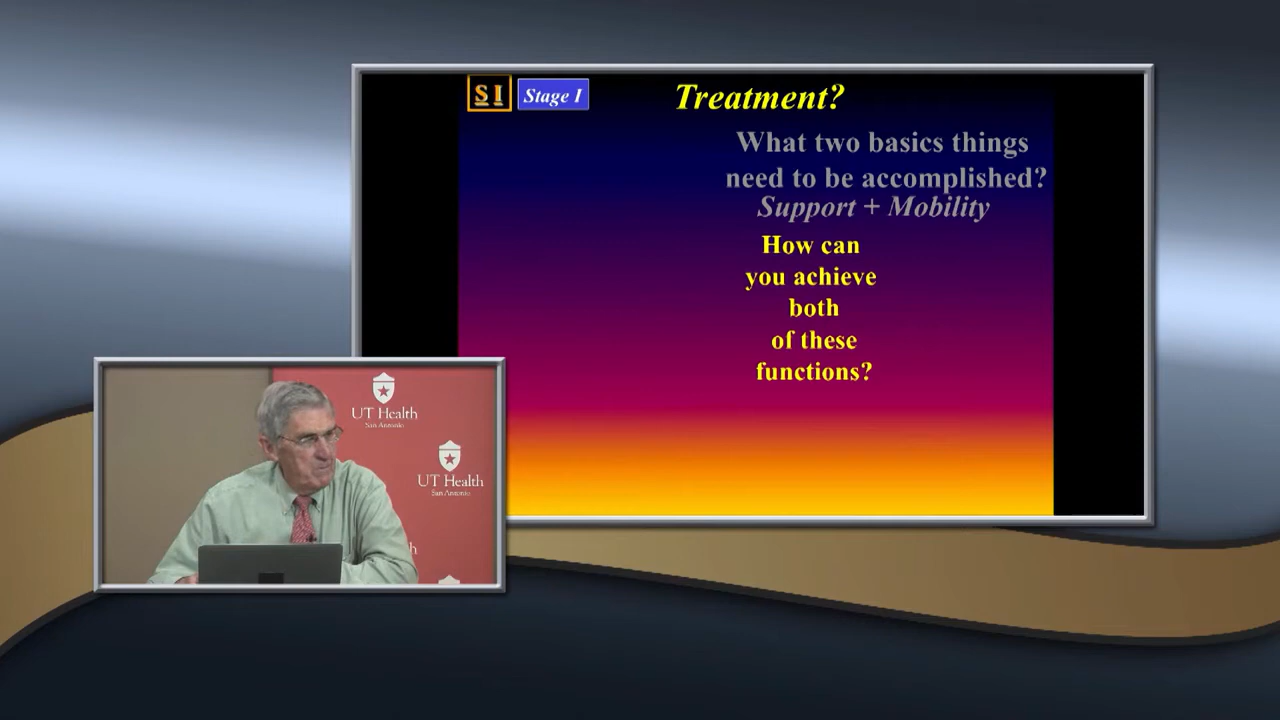 S I
Stage I
Treatment?
What two basics things
need to be accomplished?
Support + Mobility
How can
you achieve
both
of these
functions?
UT Health
San Antonio
UT Health
San Antonio